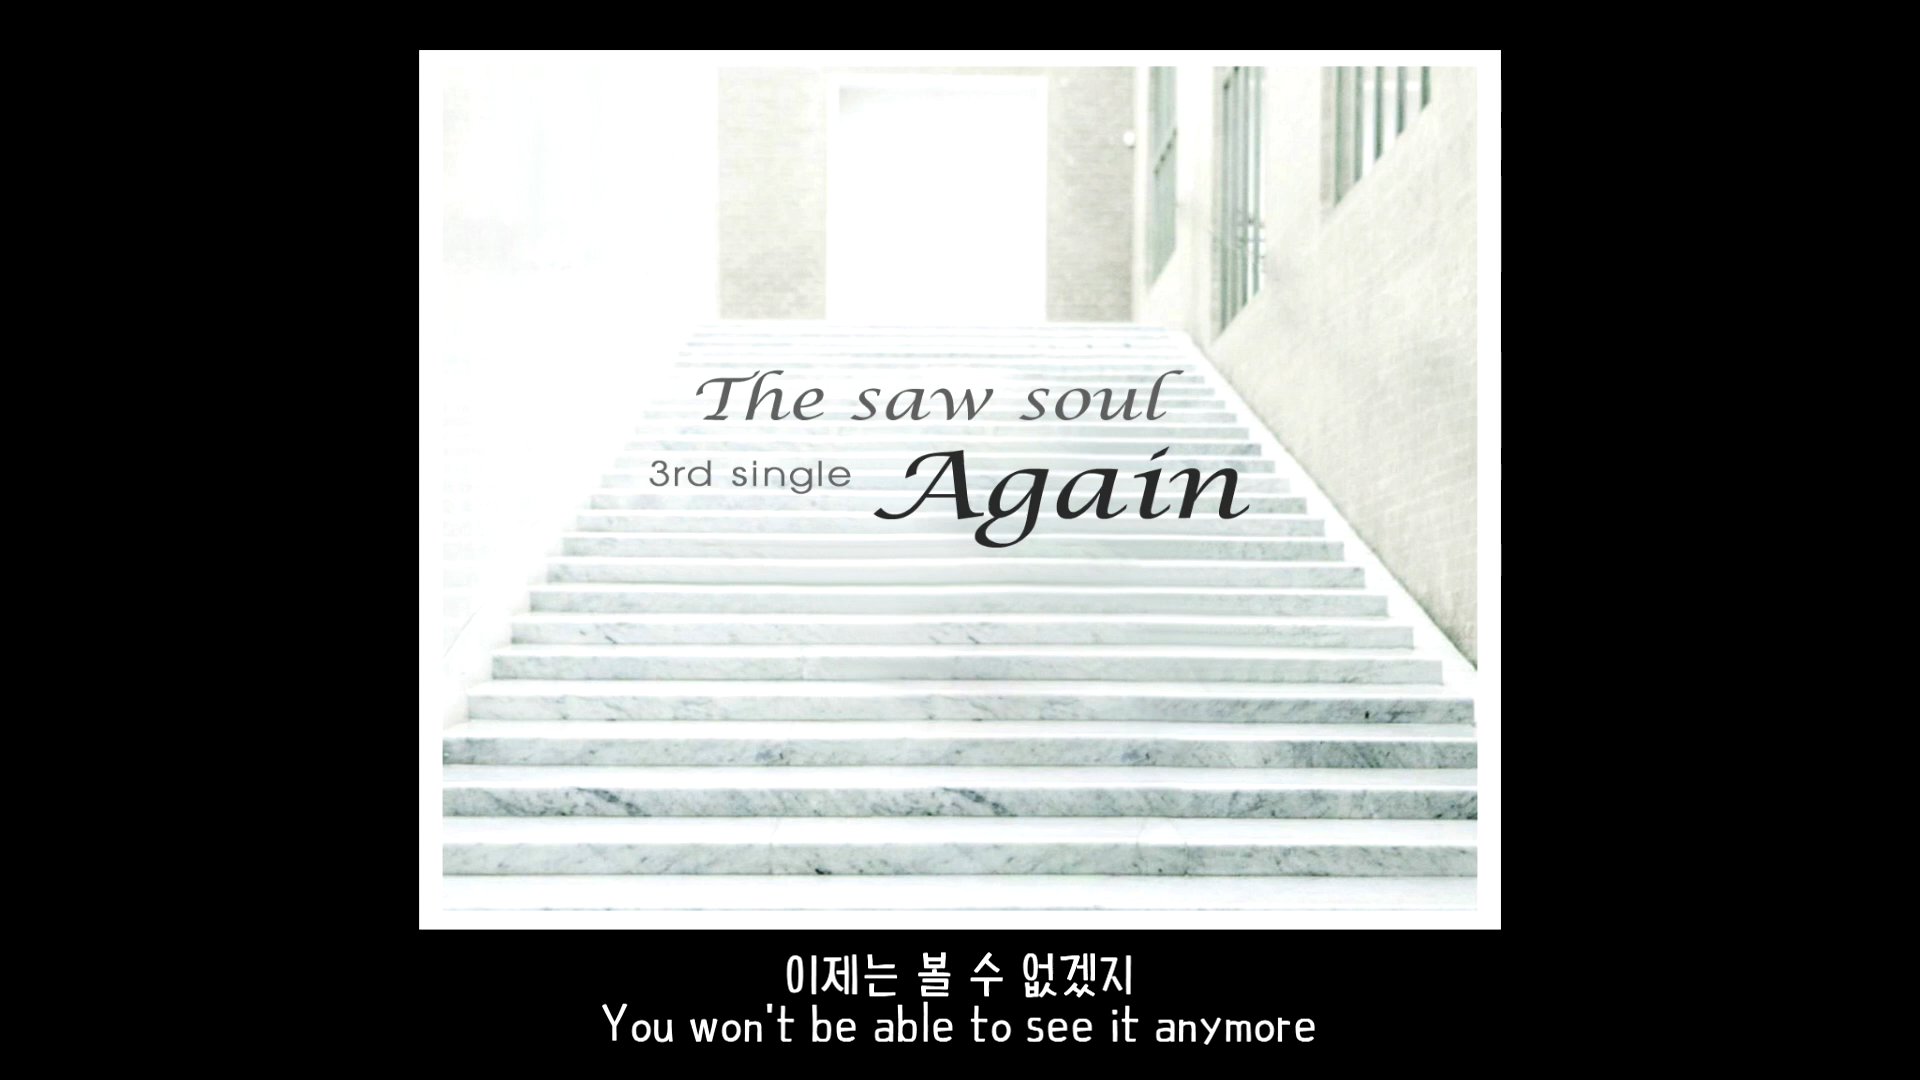 The saw soul
3rd single Again
이제는 볼 수 없겠지
You won't be able to see it anymore